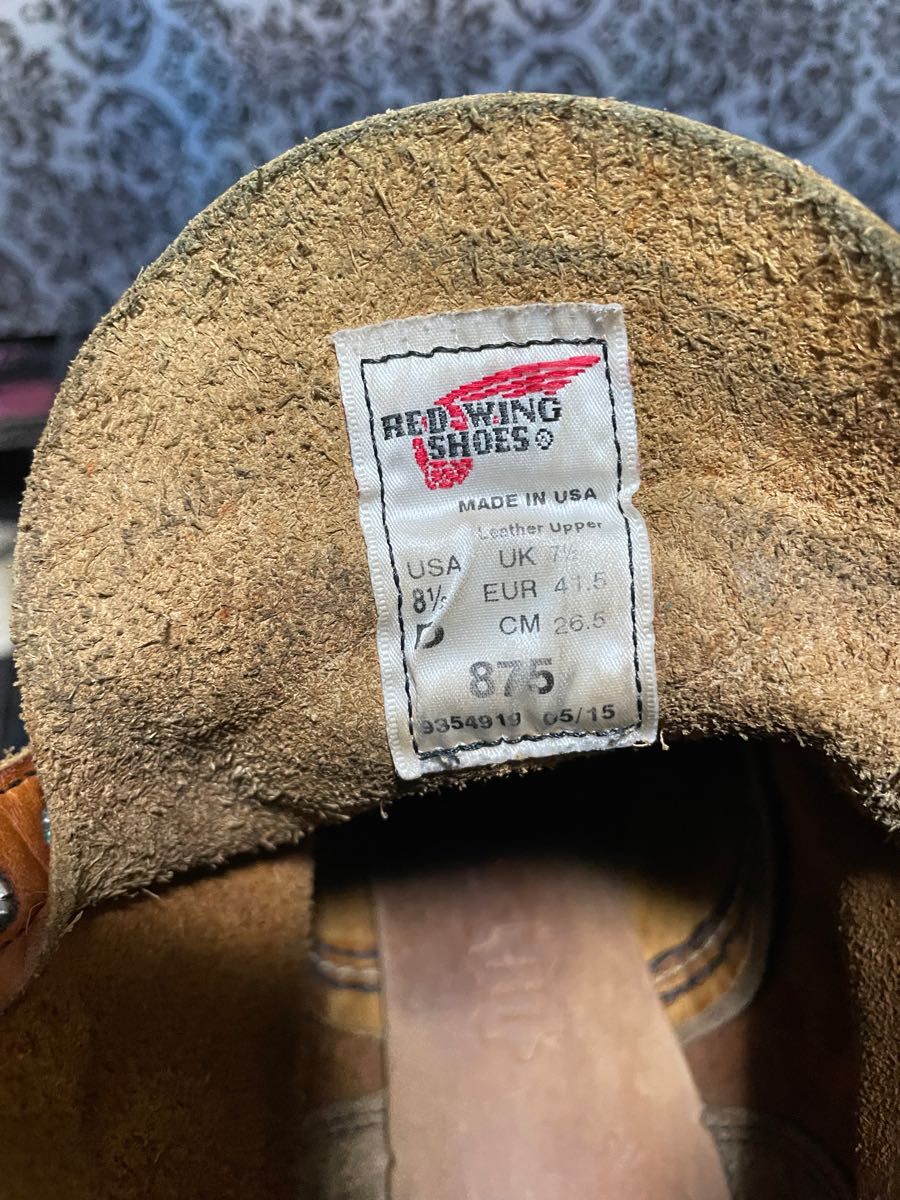 RED WING
SHOES®
MADE IN USA
Leather Upper
USA UK 7½
8½ EUR 41.5
D CM 26.5
875
9354919 05/15